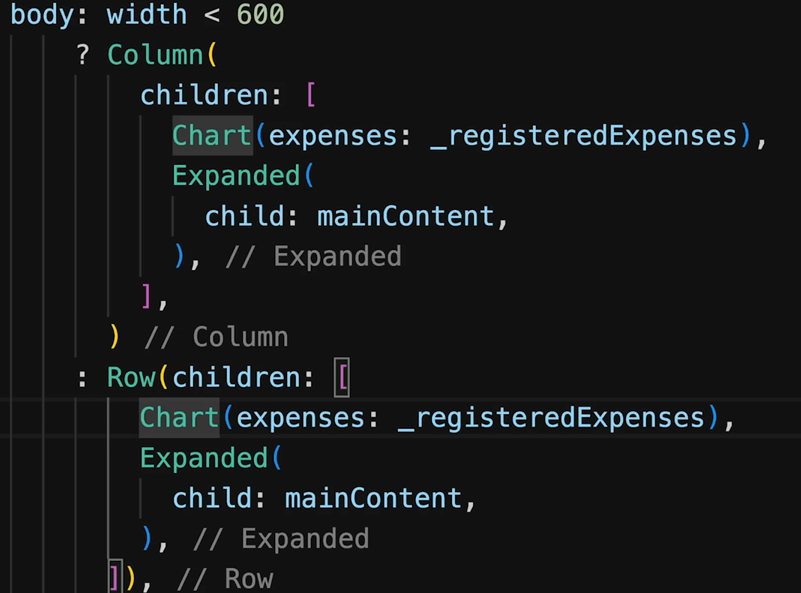 body: width < 600
? Column(
children: [
Chart(expenses: _registeredExpenses),
Expanded(
child: mainContent,
), // Expanded
],
) // Column
: Row(children: [
Chart(expenses: _registeredExpenses),
Expanded(
child: mainContent,
), // Expanded
]), // Row